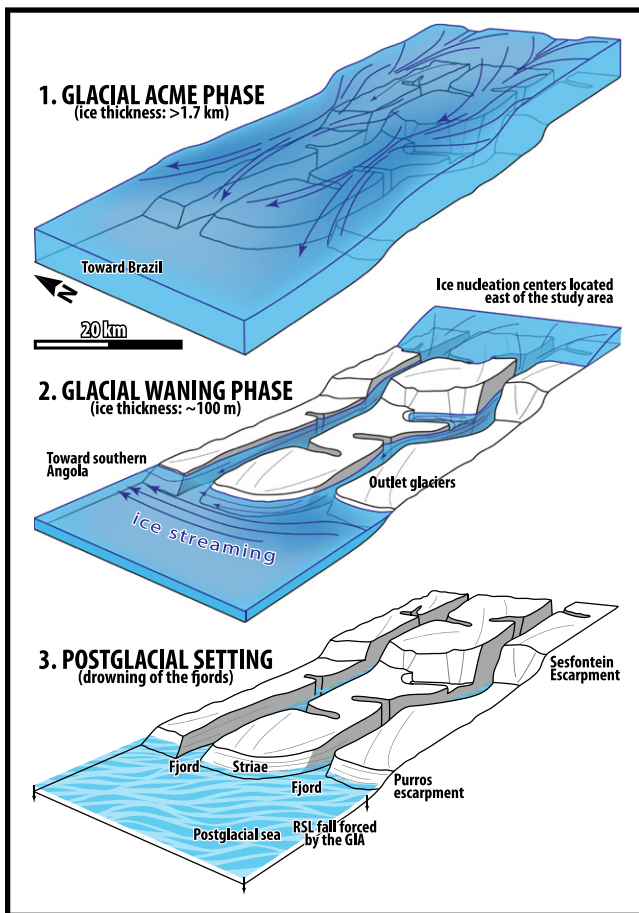 1. GLACIAL ACME PHASE
(ice thickness: >1.7 km)
Toward Brazil
N
20 km
Ice nucleation centers located
east of the study area
2. GLACIAL WANING PHASE
(ice thickness: ~100 m)
Toward southern
Angola
Outlet glaciers
ice streaming
3. POSTGLACIAL SETTING
(drowning of the fjords)
Sesfontein
Escarpment
Fjord
Striae
Fjord
Purros
escarpment
Postglacial sea
RSL fall forced
by the GIA